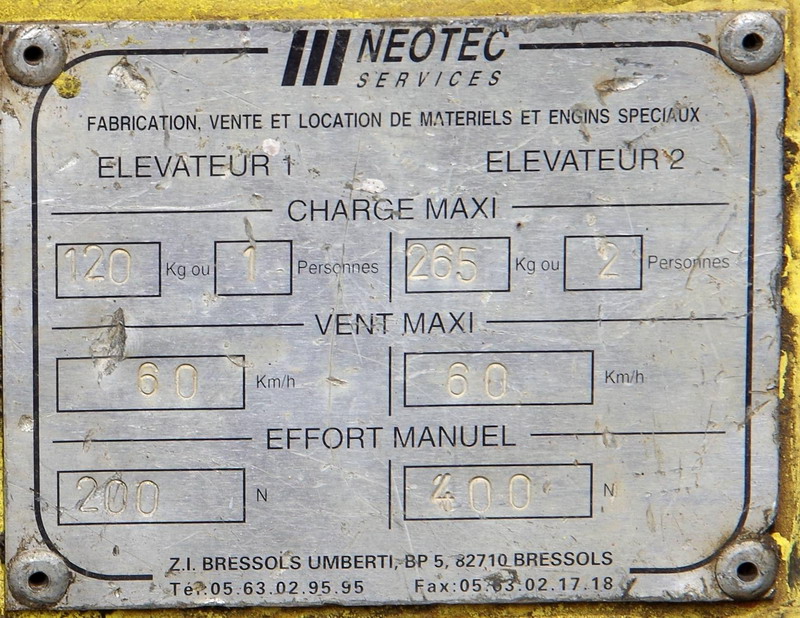 NEOTEC
SERVICES
FABRICATION, VENTE ET LOCATION DE MATERIELS ET ENGINS SPECIAUX
ELEVATEUR 1 ELEVATEUR 2
CHARGE MAXI
120 Kg ou 1 Personnes 265 Kg ou 2 Personnes
VENT MAXI
60 Km/h 60 Km/h
EFFORT MANUEL
200 N 400 N
Z.I. BRESSOLS UMBERTI, BP 5, 82710 BRESSOLS
Té.:05.63.02.95.95 Fax:05.63.02.17.18